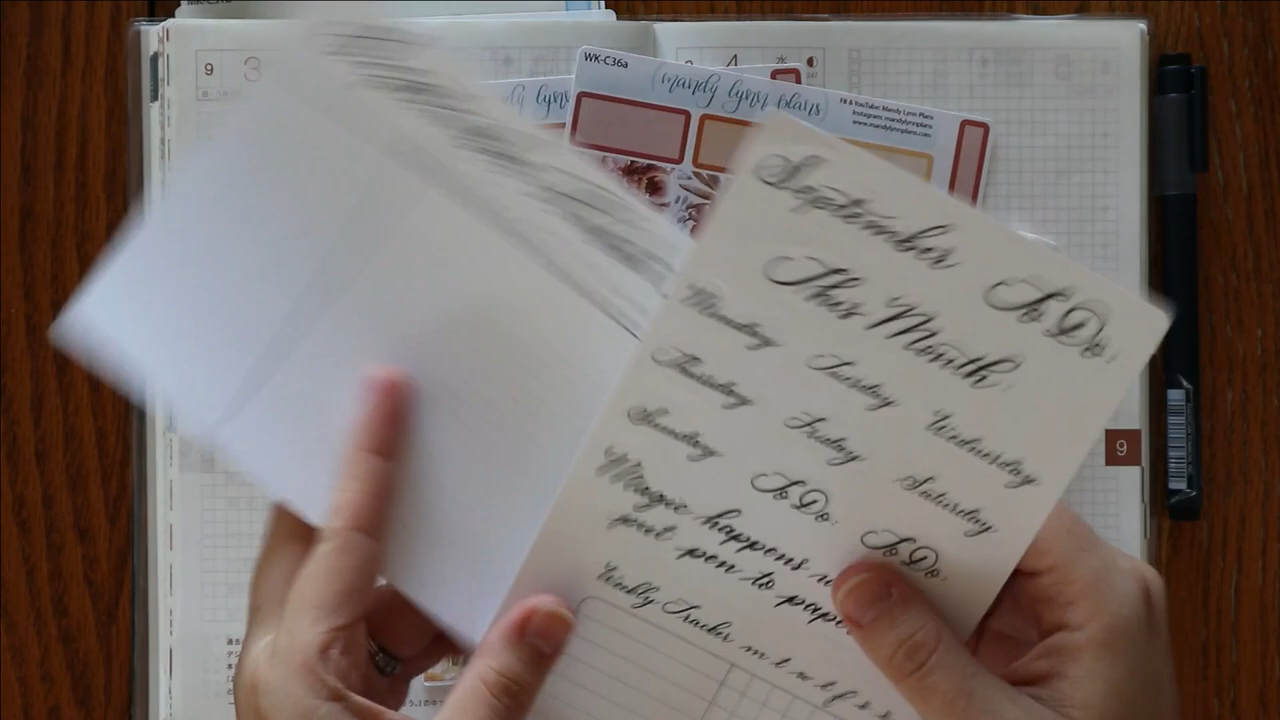 9 3
WK-C36a
mandy lynn plans
FB & YouTube: Mandy Lynn Plans
Instagram: mandylynnplans
www.mandylynnplans.com
4 水
September To Do:
This Month:
Monday Tuesday Wednesday
Thursday Friday Saturday
Sunday To Do: To Do:
Magic happens
put pen to paper
Weekly Tracker m t w t f s s
9